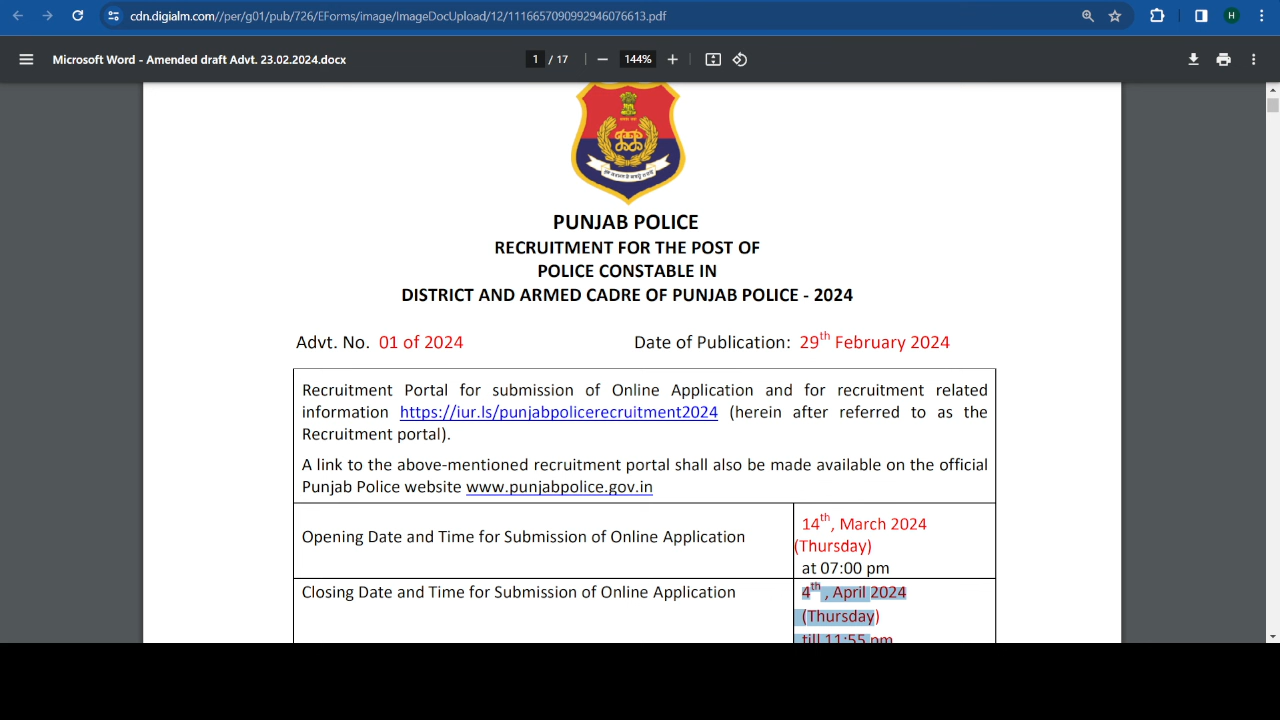 cdn.digialm.com//per/g01/pub/726/EForms/image/ImageDocUpload/12/1116657090992946076613.pdf
H
Microsoft Word - Amended draft Advt. 23.02.2024.docx
1 / 17
144%
PUNJAB POLICE
RECRUITMENT FOR THE POST OF
POLICE CONSTABLE IN
DISTRICT AND ARMED CADRE OF PUNJAB POLICE - 2024
Advt. No. 01 of 2024 Date of Publication: 29th February 2024
Recruitment Portal for submission of Online Application and for recruitment related
information https://iur.ls/punjabpolicerecruitment2024 (herein after referred to as the
Recruitment portal).
A link to the above-mentioned recruitment portal shall also be made available on the official
Punjab Police website www.punjabpolice.gov.in
Opening Date and Time for Submission of Online Application
14th, March 2024
(Thursday)
at 07:00 pm
Closing Date and Time for Submission of Online Application
4th , April 2024
(Thursday)
till 11:55 pm